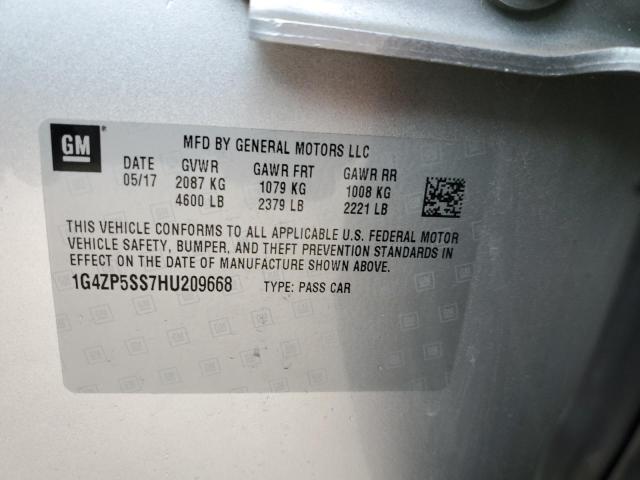 GM
MFD BY GENERAL MOTORS LLC
DATE GVWR GAWR FRT GAWR RR
05/17 2087 KG 1079 KG 1008 KG
4600 LB 2379 LB 2221 LB
THIS VEHICLE CONFORMS TO ALL APPLICABLE U.S. FEDERAL MOTOR
VEHICLE SAFETY, BUMPER, AND THEFT PREVENTION STANDARDS IN
EFFECT ON THE DATE OF MANUFACTURE SHOWN ABOVE.
1G4ZP5SS7HU209668 TYPE: PASS CAR